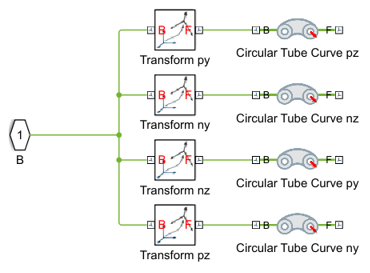 B F B F
Transform py Circular Tube Curve pz
B F B F
Transform ny Circular Tube Curve nz
1
B
B F B F
Transform nz Circular Tube Curve py
B F B F
Transform pz Circular Tube Curve ny